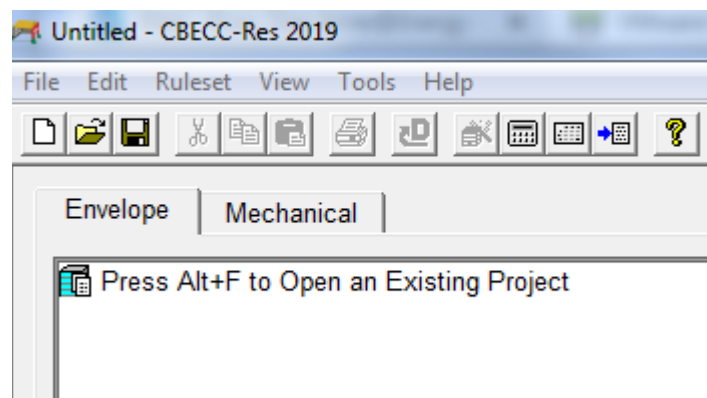 Untitled - CBECC-Res 2019
File Edit Ruleset View Tools Help
Envelope Mechanical
Press Alt+F to Open an Existing Project